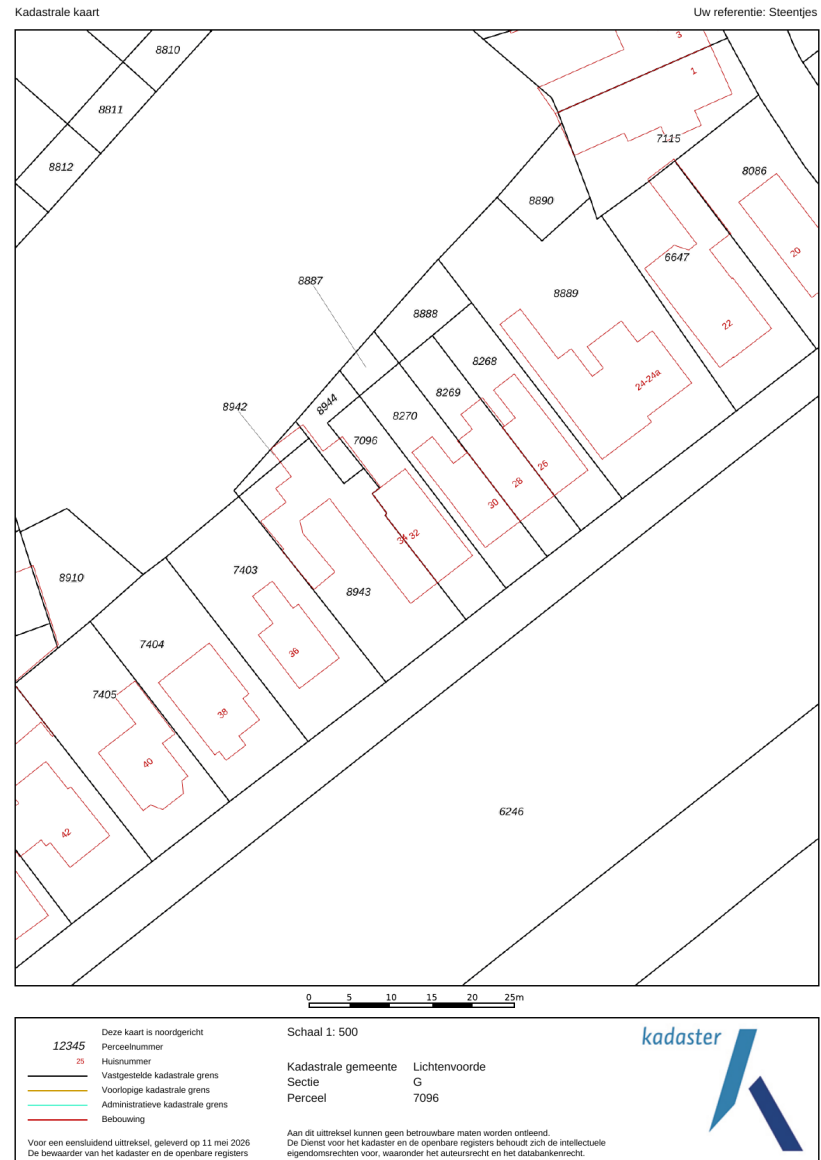 Kadastrale kaart
Uw referentie: Steentjes
8810
8811
8812
3
1
7115
8086
8890
20
6647
22
8889
24-24a
8887
8888
8268
8269
8270
8944
8942
7096
26
28
30
32
8943
7403
36
8910
7404
38
7405
40
42
6246
0 5 10 15 20 25m
Deze kaart is noordgericht
12345 Perceelnummer
25 Huisnummer
Vastgestelde kadastrale grens
Voorlopige kadastrale grens
Administratieve kadastrale grens
Bebouwing
Voor een eensluidend uittreksel, geleverd op 11 mei 2026
De bewaarder van het kadaster en de openbare registers
Schaal 1: 500
Kadastrale gemeente Lichtenvoorde
Sectie G
Perceel 7096
Aan dit uittreksel kunnen geen betrouwbare maten worden ontleend.
De Dienst voor het kadaster en de openbare registers behoudt zich de intellectuele
eigendomsrechten voor, waaronder het auteursrecht en het databankenrecht.
kadaster